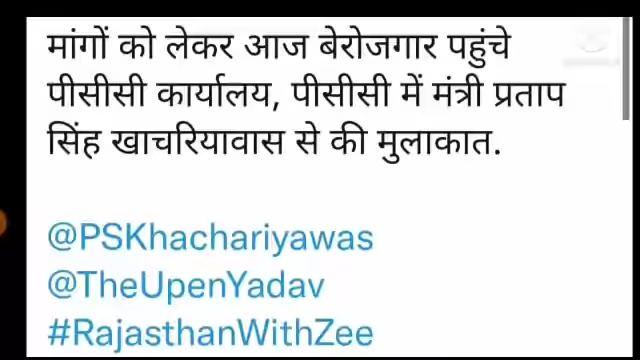 मांगों को लेकर आज बेरोजगार पहुंचे
पीसीसी कार्यालय, पीसीसी में मंत्री प्रताप
सिंह खाचरियावास से की मुलाकात.
@PSKhachariyawas
@TheUpenYadav
#RajasthanWithZee